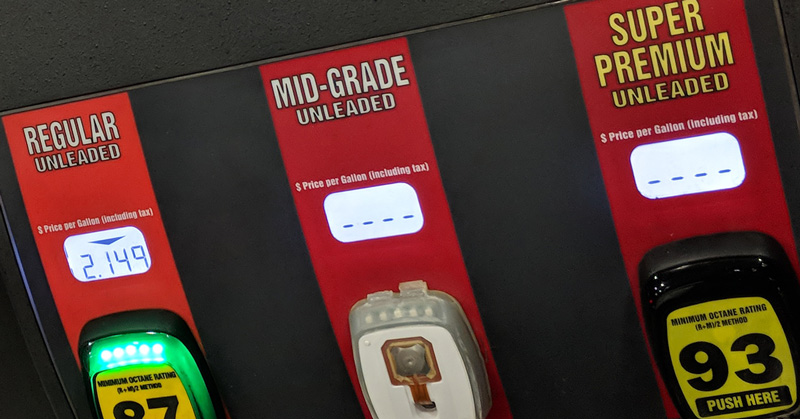 REGULAR
UNLEADED
$ Price per Gallon (including tax)
2.149
MINIMUM OCTANE RATING
(R+M)/2 METHOD
87
MID-GRADE
UNLEADED
$ Price per Gallon (including tax)
- - - -
SUPER
PREMIUM
UNLEADED
$ Price per Gallon (including tax)
- - - -
MINIMUM OCTANE RATING
(R+M)/2 METHOD
93
PUSH HERE